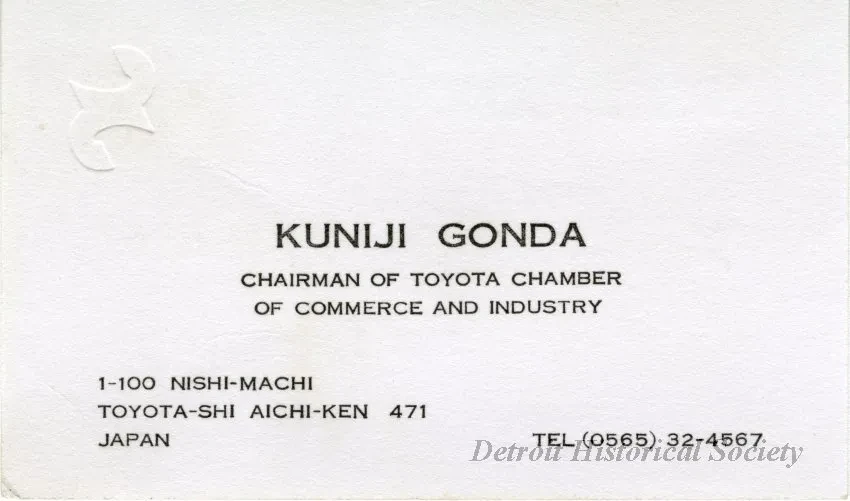 KUNIJI GONDA
CHAIRMAN OF TOYOTA CHAMBER
OF COMMERCE AND INDUSTRY
1-100 NISHI-MACHI
TOYOTA-SHI AICHI-KEN 471
JAPAN
TEL (0565) 32-4567
Detroit Historical Society